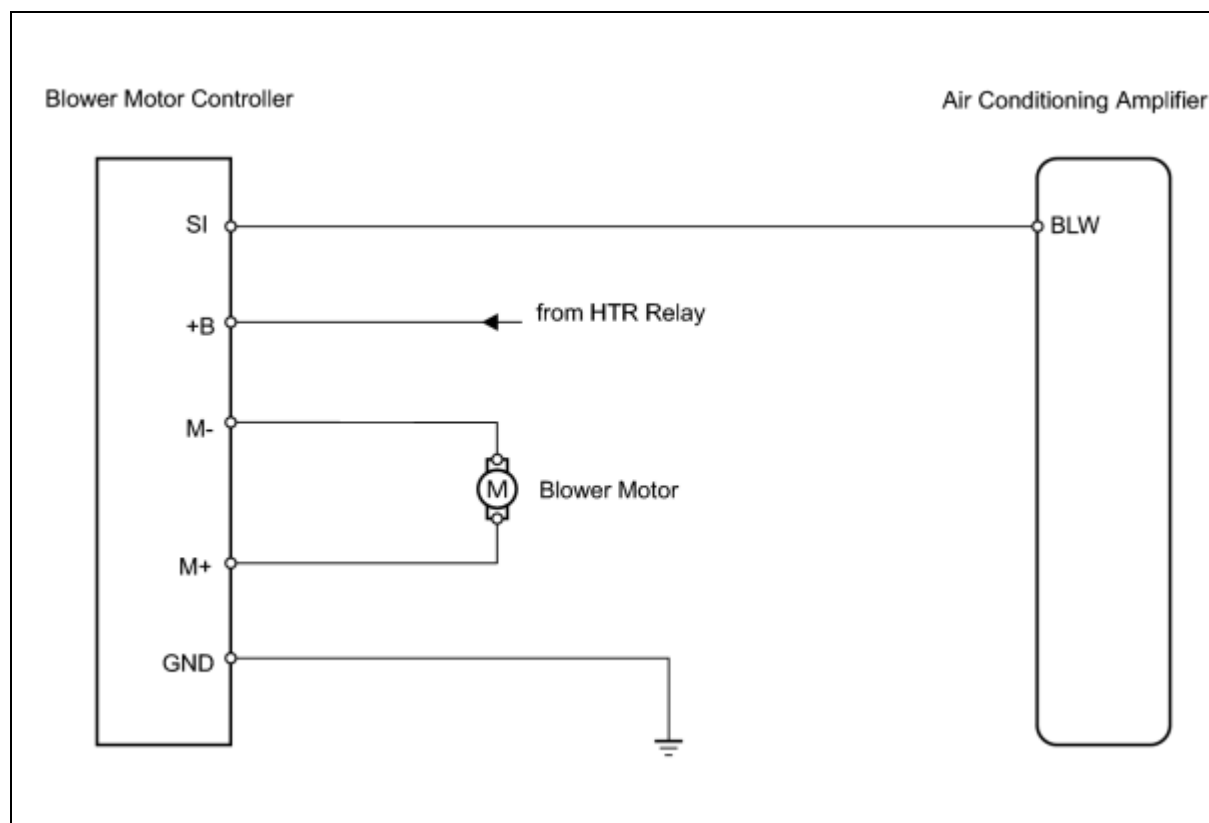 Blower Motor Controller
Air Conditioning Amplifier
SI
BLW
+B
from HTR Relay
M-
M
Blower Motor
M+
GND